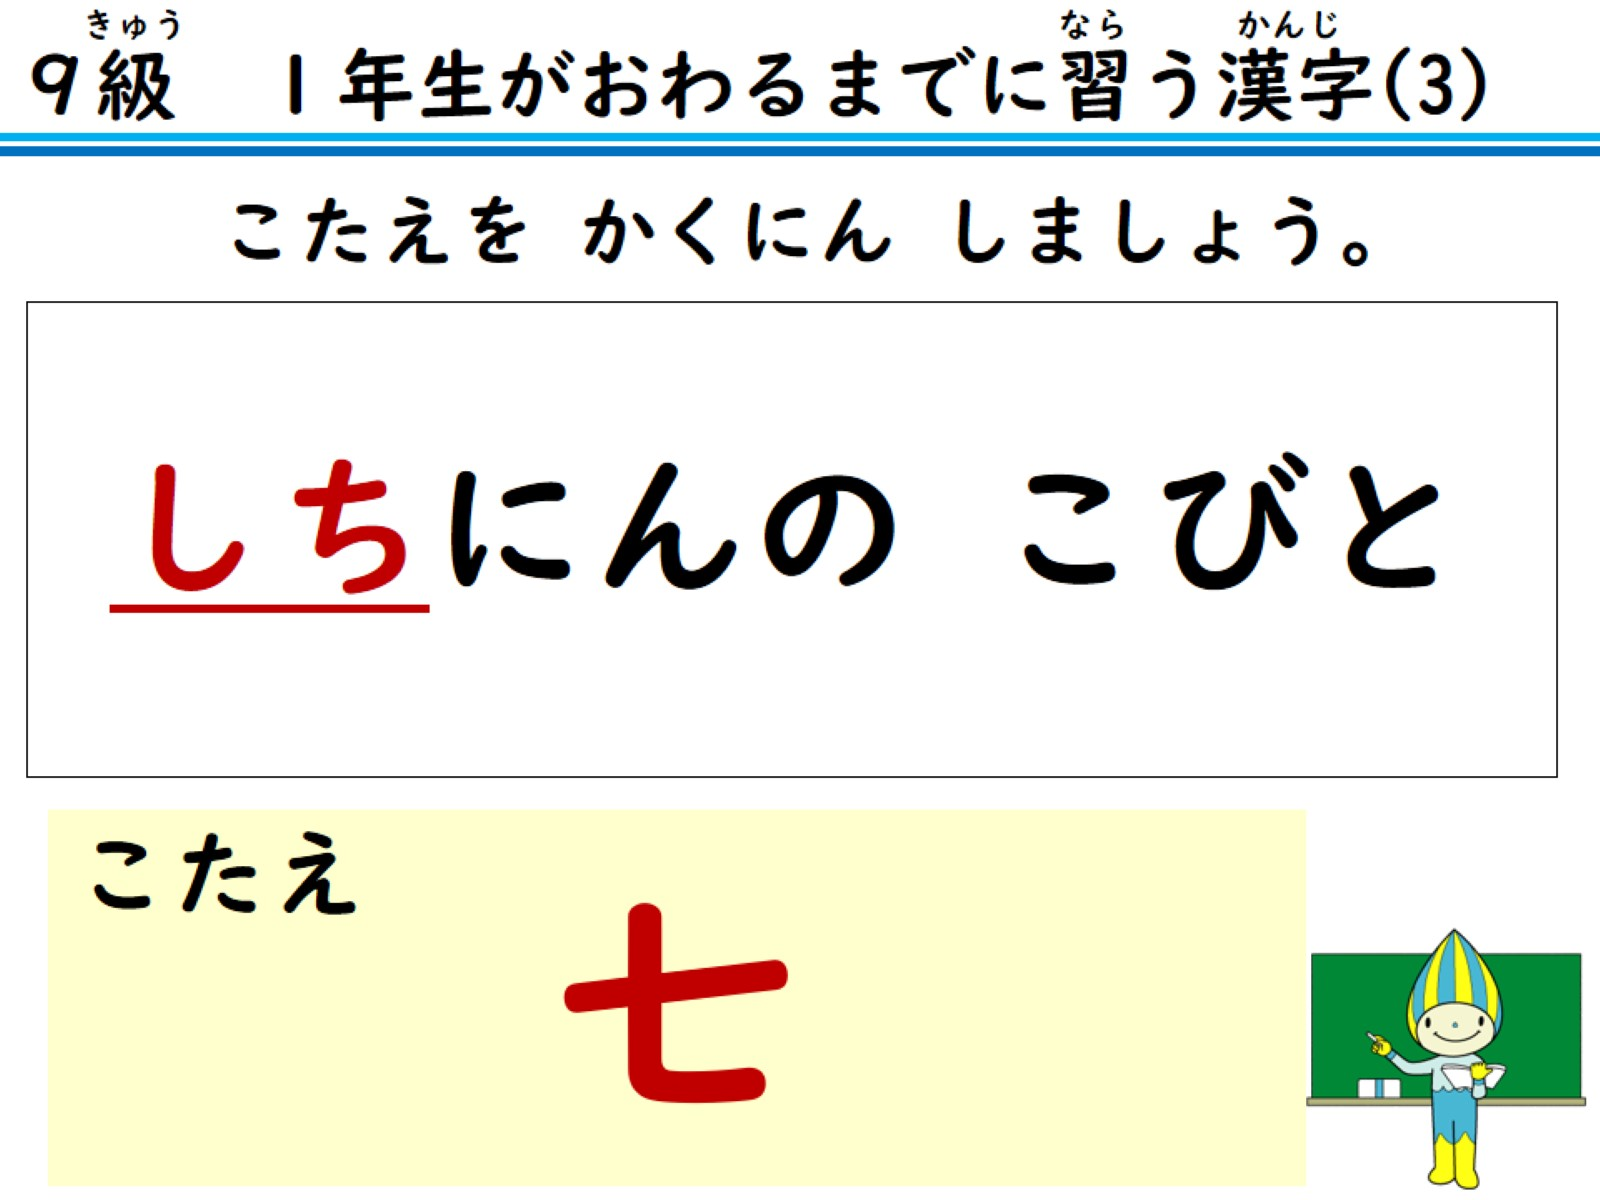 きゅう なら かんじ
9級 1年生がおわるまでに習う漢字(3)
こたえを かくにん しましょう。
しちにんの こびと
こたえ
七